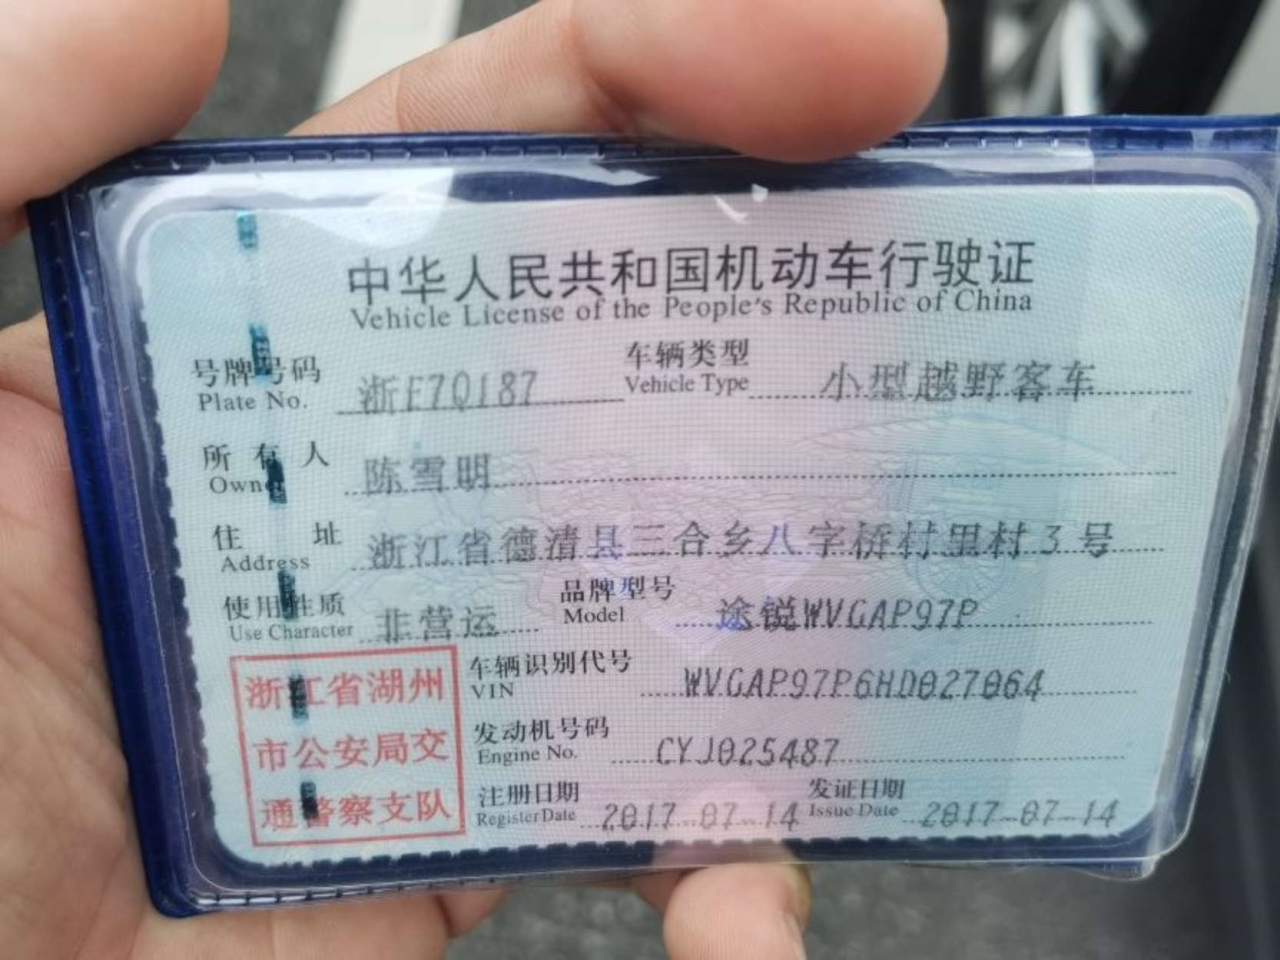 中华人民共和国机动车行驶证
Vehicle License of the People's Republic of China
号牌号码 浙E7Q187 车辆类型 小型越野客车
Plate No. Vehicle Type
所有人 陈雪明
Owner
住址 浙江省德清县三合乡八字桥村里村3号
Address
使用性质 非营运 品牌型号 途锐WVGAP97P
Use Character Model
车辆识别代号 WVGAP97P6HD027064
VIN
发动机号码 CYJ025487
Engine No.
注册日期 2017-07-14 发证日期 2017-07-14
Register Date Issue Date
浙江省湖州
市公安局交
通警察支队